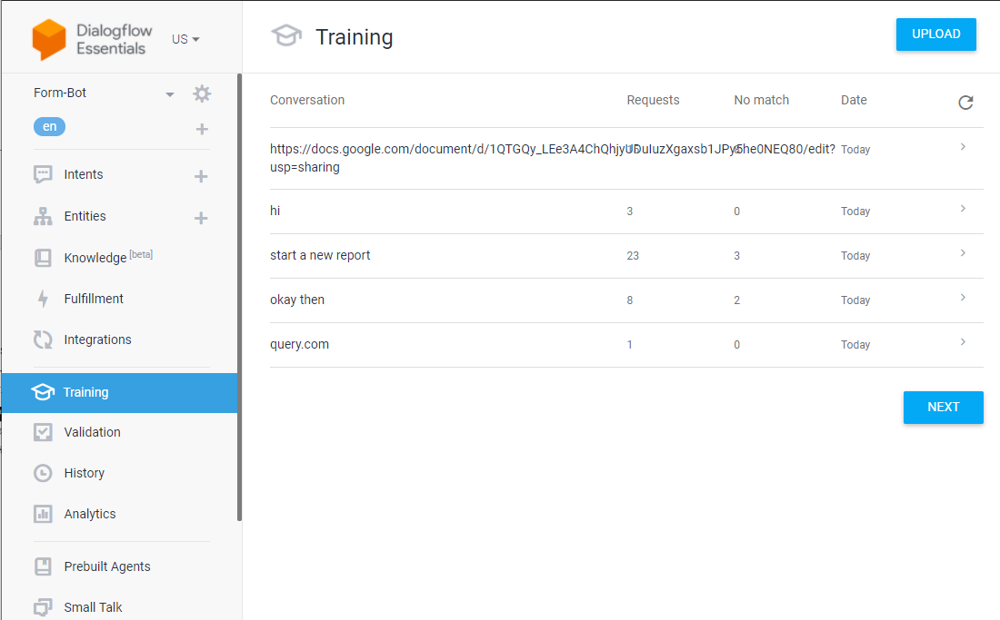 Dialogflow
Essentials
US
Training
UPLOAD
Form-Bot
en
Intents
Entities
Knowledge [beta]
Fulfillment
Integrations
Training
Validation
History
Analytics
Prebuilt Agents
Small Talk
Conversation Requests No match Date
https://docs.google.com/document/d/1QTGQy_LEe3A4ChQhjyUDuIuzXgaxsb1JPy5he0NEQ80/edit? Today
usp=sharing
hi 3 0 Today
start a new report 23 3 Today
okay then 8 2 Today
query.com 1 0 Today
NEXT